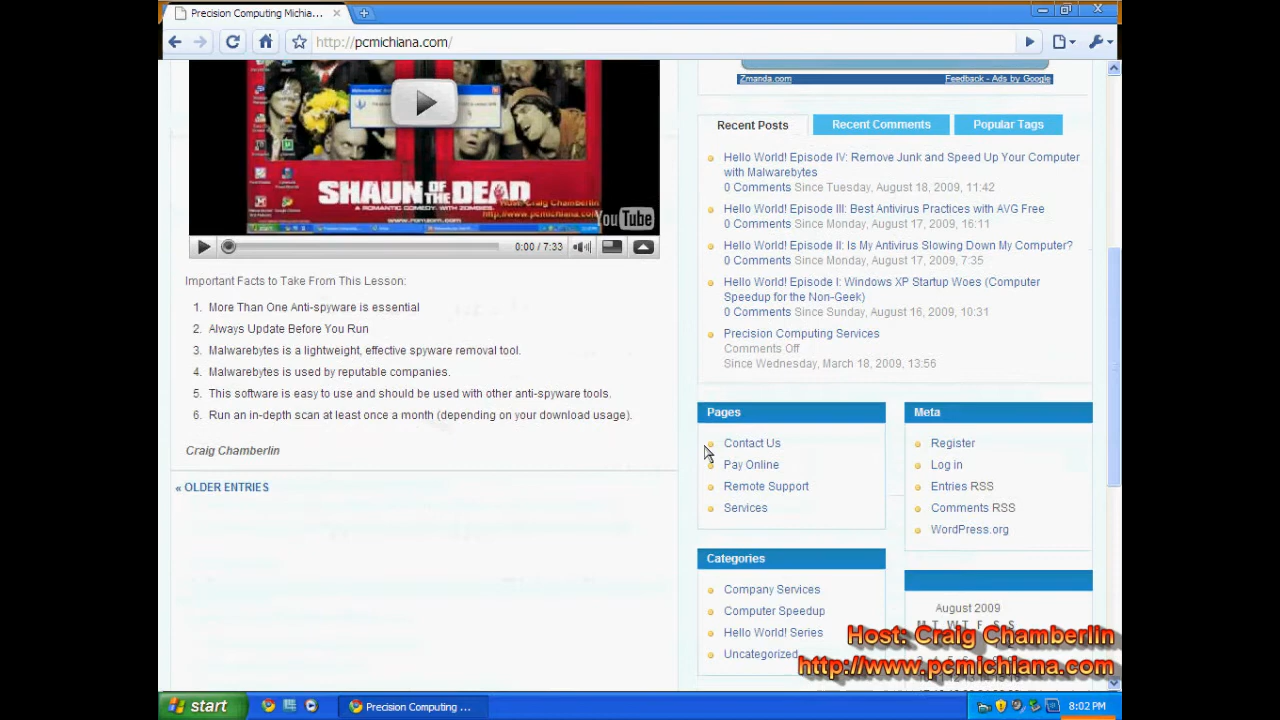 Precision Computing Michia...
http://pcmichiana.com/
SHAUN OF THE DEAD
A ROMANTIC COMEDY. WITH ZOMBIES.
Host: Craig Chamberlin
http://www.pcmichiana.com
YouTube
0:00 / 7:33
Important Facts to Take From This Lesson:
1. More Than One Anti-spyware is essential
2. Always Update Before You Run
3. Malwarebytes is a lightweight, effective spyware removal tool.
4. Malwarebytes is used by reputable companies.
5. This software is easy to use and should be used with other anti-spyware tools.
6. Run an in-depth scan at least once a month (depending on your download usage).
Craig Chamberlin
« OLDER ENTRIES
Zmanda.com Feedback - Ads by Google
Recent Posts Recent Comments Popular Tags
Hello World! Episode IV: Remove Junk and Speed Up Your Computer
with Malwarebytes
0 Comments Since Tuesday, August 18, 2009, 11:42
Hello World! Episode III: Best Antivirus Practices with AVG Free
0 Comments Since Monday, August 17, 2009, 16:11
Hello World! Episode II: Is My Antivirus Slowing Down My Computer?
0 Comments Since Monday, August 17, 2009, 7:35
Hello World! Episode I: Windows XP Startup Woes (Computer
Speedup for the Non-Geek)
0 Comments Since Sunday, August 16, 2009, 10:31
Precision Computing Services
Comments Off
Since Wednesday, March 18, 2009, 13:56
Pages
Contact Us
Pay Online
Remote Support
Services
Meta
Register
Log in
Entries RSS
Comments RSS
WordPress.org
Categories
Company Services
Computer Speedup
Hello World! Series
Uncategorized
August 2009
M T W T F S S
Host: Craig Chamberlin
http://www.pcmichiana.com
start
Precision Computing ...
8:02 PM